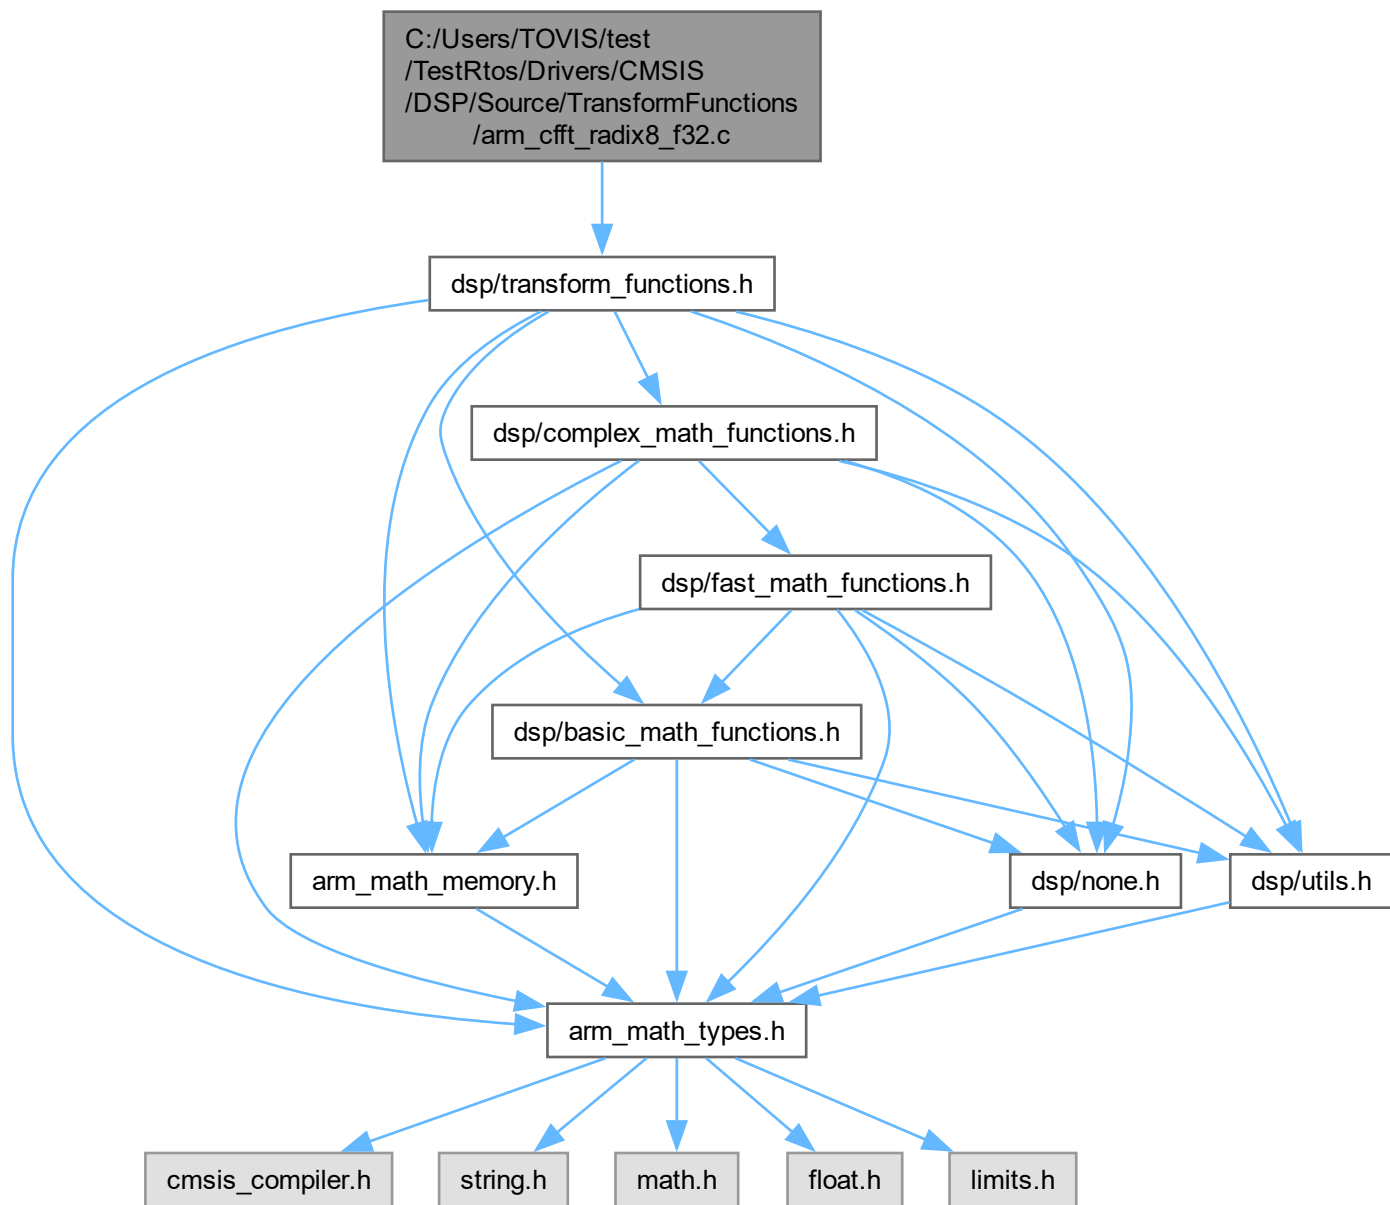 C:/Users/TOVIS/test
/TestRtos/Drivers/CMSIS
/DSP/Source/TransformFunctions
/arm_cfft_radix8_f32.c
dsp/transform_functions.h
dsp/complex_math_functions.h
dsp/fast_math_functions.h
dsp/basic_math_functions.h
arm_math_memory.h
dsp/none.h
dsp/utils.h
arm_math_types.h
cmsis_compiler.h
string.h
math.h
float.h
limits.h